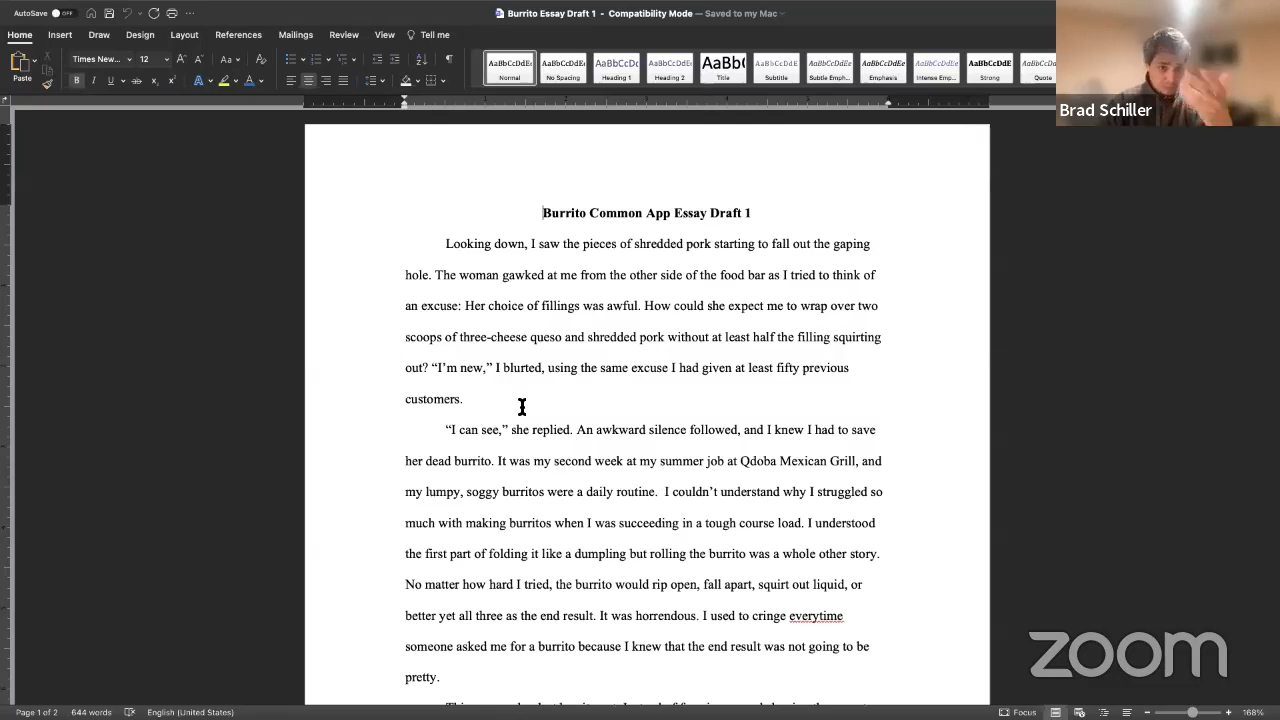 AutoSave OFF
Burrito Essay Draft 1 - Compatibility Mode — Saved to my Mac
Home Insert Draw Design Layout References Mailings Review View Tell me
Paste
Times New... 12
B I U ab x
AaBbCcDdEe Normal
AaBbCcDdEe No Spacing
AaBbCcDc Heading 1
AaBbCcDdEe Heading 2
AaBbC Title
AaBbCcDdE Subtitle
AaBbCcDdEe Subtle Emph...
AaBbCcDdEe Emphasis
AaBbCcDdEe Intense Emp...
AaBbCcDdE Strong
AaBbCcDdE Quote
Brad Schiller
Burrito Common App Essay Draft 1
Looking down, I saw the pieces of shredded pork starting to fall out the gaping
hole. The woman gawked at me from the other side of the food bar as I tried to think of
an excuse: Her choice of fillings was awful. How could she expect me to wrap over two
scoops of three-cheese queso and shredded pork without at least half the filling squirting
out? “I’m new,” I blurted, using the same excuse I had given at least fifty previous
customers.
“I can see,” she replied. An awkward silence followed, and I knew I had to save
her dead burrito. It was my second week at my summer job at Qdoba Mexican Grill, and
my lumpy, soggy burritos were a daily routine.  I couldn’t understand why I struggled so
much with making burritos when I was succeeding in a tough course load. I understood
the first part of folding it like a dumpling but rolling the burrito was a whole other story.
No matter how hard I tried, the burrito would rip open, fall apart, squirt out liquid, or
better yet all three as the end result. It was horrendous. I used to cringe everytime
someone asked me for a burrito because I knew that the end result was not going to be
pretty.
zoom
Page 1 of 2 644 words English (United States) Focus 168%